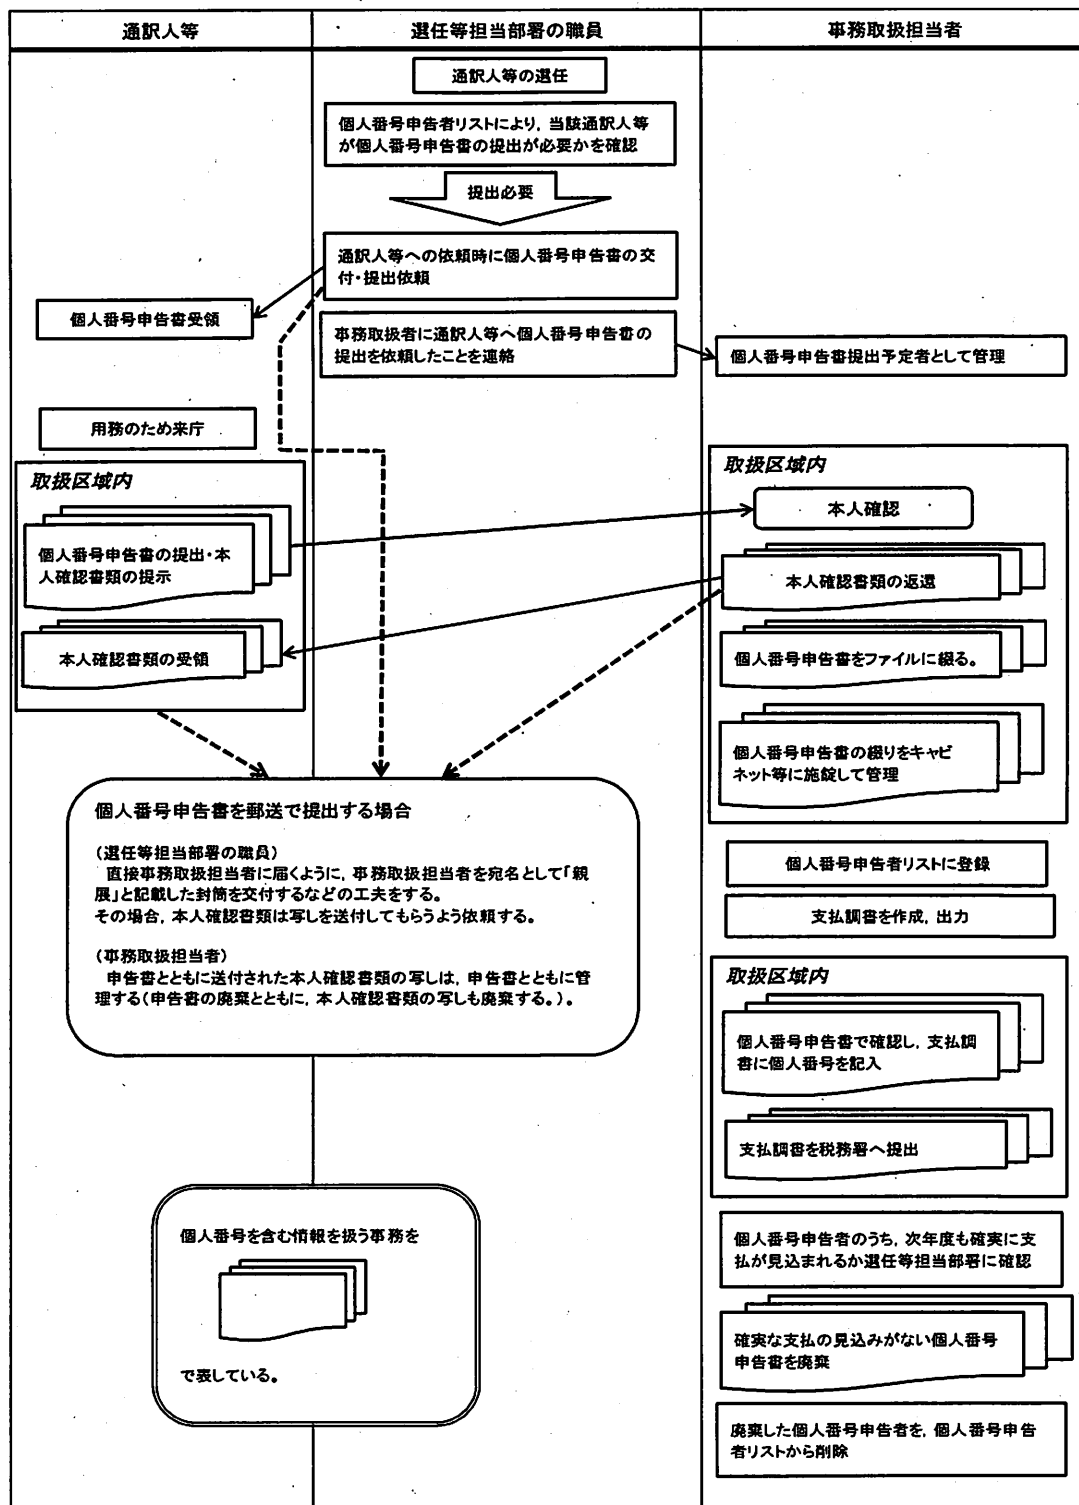 通訳人等
選任等担当部署の職員
事務取扱担当者
通訳人等の選任
個人番号申告者リストにより，当該通訳人等
が個人番号申告書の提出が必要かを確認
提出必要
通訳人等への依頼時に個人番号申告書の交
付・提出依頼
個人番号申告書受領
事務取扱者に通訳人等へ個人番号申告書の
提出を依頼したことを連絡
個人番号申告書提出予定者として管理
用務のため来庁
取扱区域内
個人番号申告書の提出・本
人確認書類の提示
本人確認書類の受領
取扱区域内
本人確認
本人確認書類の返還
個人番号申告書をファイルに綴る。
個人番号申告書の綴りをキャビ
ネット等に施錠して管理
個人番号申告書を郵送で提出する場合
（選任等担当部署の職員）
直接事務取扱担当者に届くように，事務取扱担当者を宛名として「親
展」と記載した封筒を交付するなどの工夫をする。
その場合，本人確認書類は写しを送付してもらうよう依頼する。
（事務取扱担当者）
申告書とともに送付された本人確認書類の写しは，申告書とともに管
理する（申告書の廃棄とともに，本人確認書類の写しも廃棄する。）。
個人番号申告者リストに登録
支払調書を作成，出力
取扱区域内
個人番号申告書で確認し，支払調
書に個人番号を記入
支払調書を税務署へ提出
個人番号を含む情報を扱う事務を
で表している。
個人番号申告者のうち，次年度も確実に支
払が見込まれるか選任等担当部署に確認
確実な支払の見込みがない個人番号
申告書を廃棄
廃棄した個人番号申告者を，個人番号申告
者リストから削除